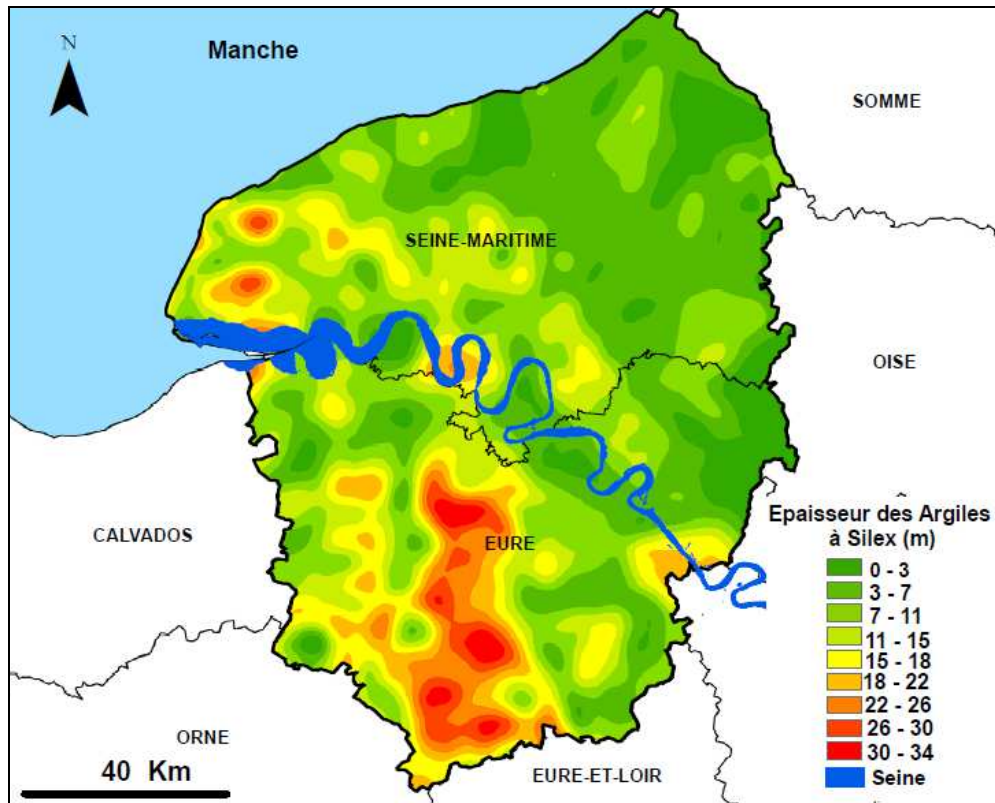 N
Manche
SOMME
SEINE-MARITIME
OISE
CALVADOS
EURE
ORNE
EURE-ET-LOIR
40 Km
Epaisseur des Argiles
à Silex (m)
0 - 3
3 - 7
7 - 11
11 - 15
15 - 18
18 - 22
22 - 26
26 - 30
30 - 34
Seine